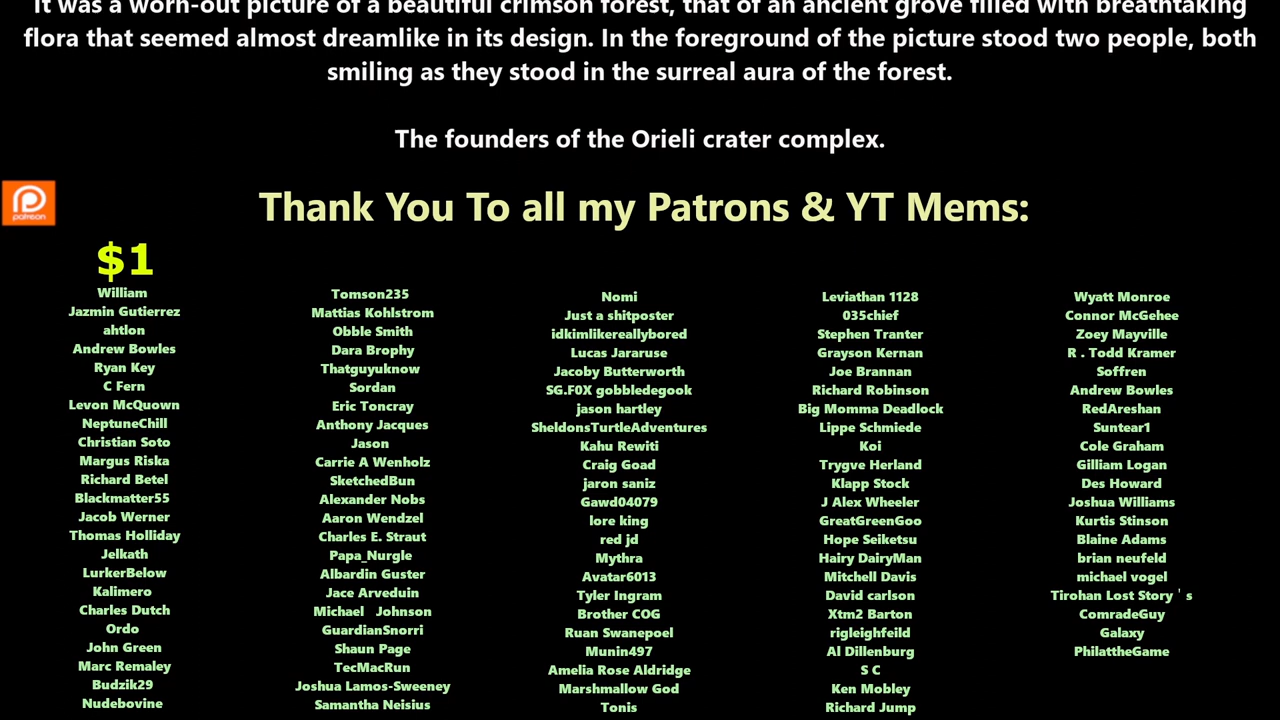 It was a worn-out picture of a beautiful crimson forest, that of an ancient grove filled with breathtaking
flora that seemed almost dreamlike in its design. In the foreground of the picture stood two people, both
smiling as they stood in the surreal aura of the forest.
The founders of the Orieli crater complex.
patreon
Thank You To all my Patrons & YT Mems:
$1
William
Jazmin Gutierrez
ahtlon
Andrew Bowles
Ryan Key
C Fern
Levon McQuown
NeptuneChill
Christian Soto
Margus Riska
Richard Betel
Blackmatter55
Jacob Werner
Thomas Holliday
Jelkath
LurkerBelow
Kalimero
Charles Dutch
Ordo
John Green
Marc Remaley
Budzik29
Nudebovine
Tomson235
Mattias Kohlstrom
Obble Smith
Dara Brophy
Thatguyuknow
Sordan
Eric Toncray
Anthony Jacques
Jason
Carrie A Wenholz
SketchedBun
Alexander Nobs
Aaron Wendzel
Charles E. Straut
Papa_Nurgle
Albardin Guster
Jace Arveduin
Michael Johnson
GuardianSnorri
Shaun Page
TecMacRun
Joshua Lamos-Sweeney
Samantha Neisius
Nomi
Just a shitposter
idkimlikereallybored
Lucas Jararuse
Jacoby Butterworth
SG.F0X gobbledegook
jason hartley
SheldonsTurtleAdventures
Kahu Rewiti
Craig Goad
jaron saniz
Gawd04079
lore king
red jd
Mythra
Avatar6013
Tyler Ingram
Brother COG
Ruan Swanepoel
Munin497
Amelia Rose Aldridge
Marshmallow God
Tonis
Leviathan 1128
035chief
Stephen Tranter
Grayson Kernan
Joe Brannan
Richard Robinson
Big Momma Deadlock
Lippe Schmiede
Koi
Trygve Herland
Klapp Stock
J Alex Wheeler
GreatGreenGoo
Hope Seiketsu
Hairy DairyMan
Mitchell Davis
David carlson
Xtm2 Barton
rigleighfeild
Al Dillenburg
S C
Ken Mobley
Richard Jump
Wyatt Monroe
Connor McGehee
Zoey Mayville
R . Todd Kramer
Soffren
Andrew Bowles
RedAreshan
Suntear1
Cole Graham
Gilliam Logan
Des Howard
Joshua Williams
Kurtis Stinson
Blaine Adams
brian neufeld
michael vogel
Tirohan Lost Story ' s
ComradeGuy
Galaxy
PhilattheGame